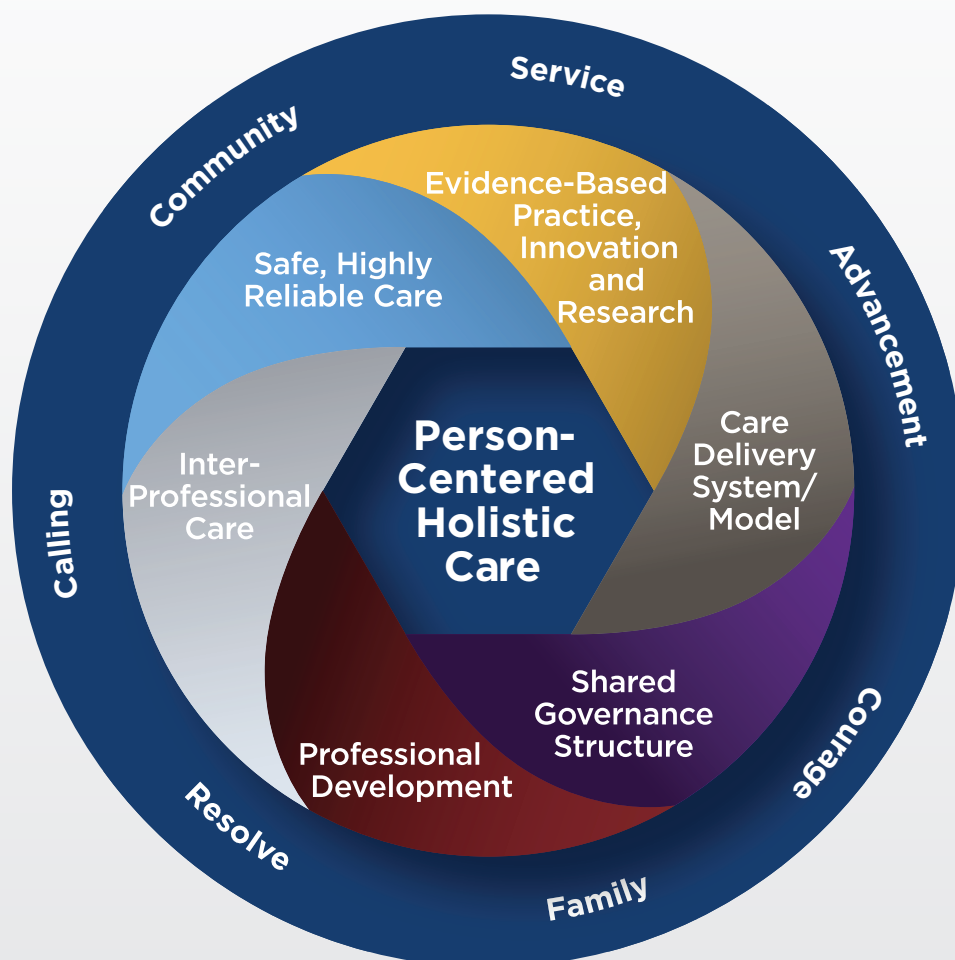 Service
Community
Advancement
Calling
Courage
Resolve
Family
Evidence-Based
Practice,
Innovation
and
Research
Safe, Highly
Reliable Care
Care
Delivery
System/
Model
Inter-
Professional
Care
Person-
Centered
Holistic
Care
Shared
Governance
Structure
Professional
Development